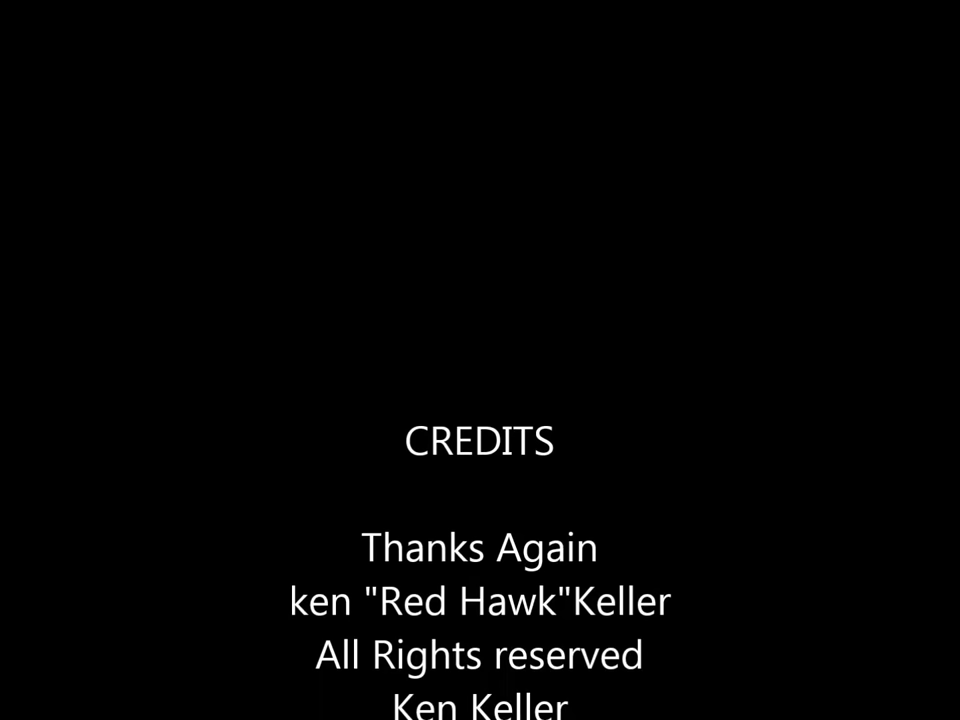 CREDITS
Thanks Again
ken "Red Hawk"Keller
All Rights reserved
Ken Keller